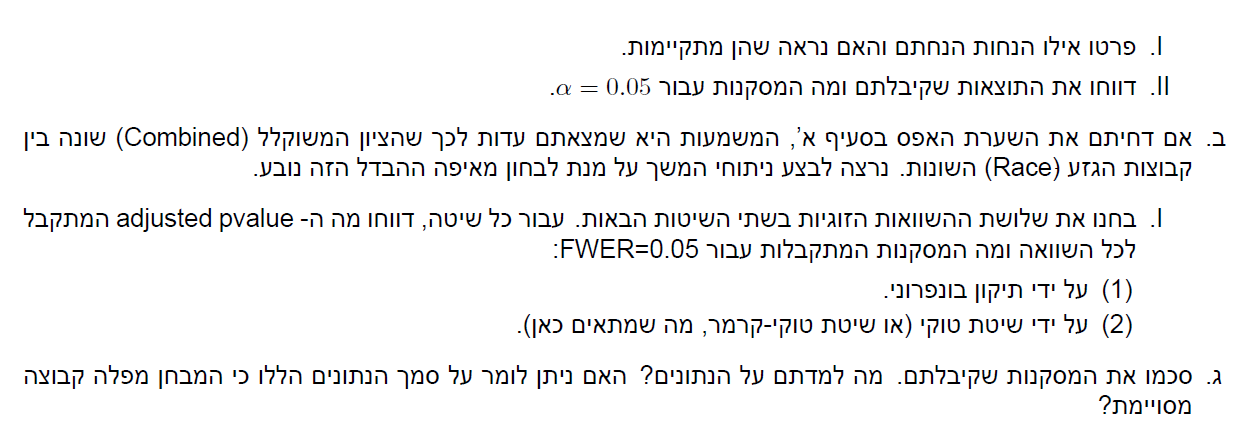 I. פרטו אילו הנחות הנחתם והאם נראה שהן מתקיימות.
II. דווחו את התוצאות שקיבלתם ומה המסקנות עבור α = 0.05.
ב. אם דחיתם את השערת האפס בסעיף א', המשמעות היא שמצאתם עדות לכך שהציון המשוקלל (Combined) שונה בין
קבוצות הגזע (Race) השונות. נרצה לבצע ניתוחי המשך על מנת לבחון מאיפה ההבדל הזה נובע.
I. בחנו את שלושת ההשוואות הזוגיות בשתי השיטות הבאות. עבור כל שיטה, דווחו מה ה- adjusted pvalue המתקבל
לכל השוואה ומה המסקנות המתקבלות עבור FWER=0.05:
(1) על ידי תיקון בונפרוני.
(2) על ידי שיטת טוקי (או שיטת טוקי-קרמר, מה שמתאים כאן).
ג. סכמו את המסקנות שקיבלתם. מה למדתם על הנתונים? האם ניתן לומר על סמך הנתונים הללו כי המבחן מפלה קבוצה
מסויימת?